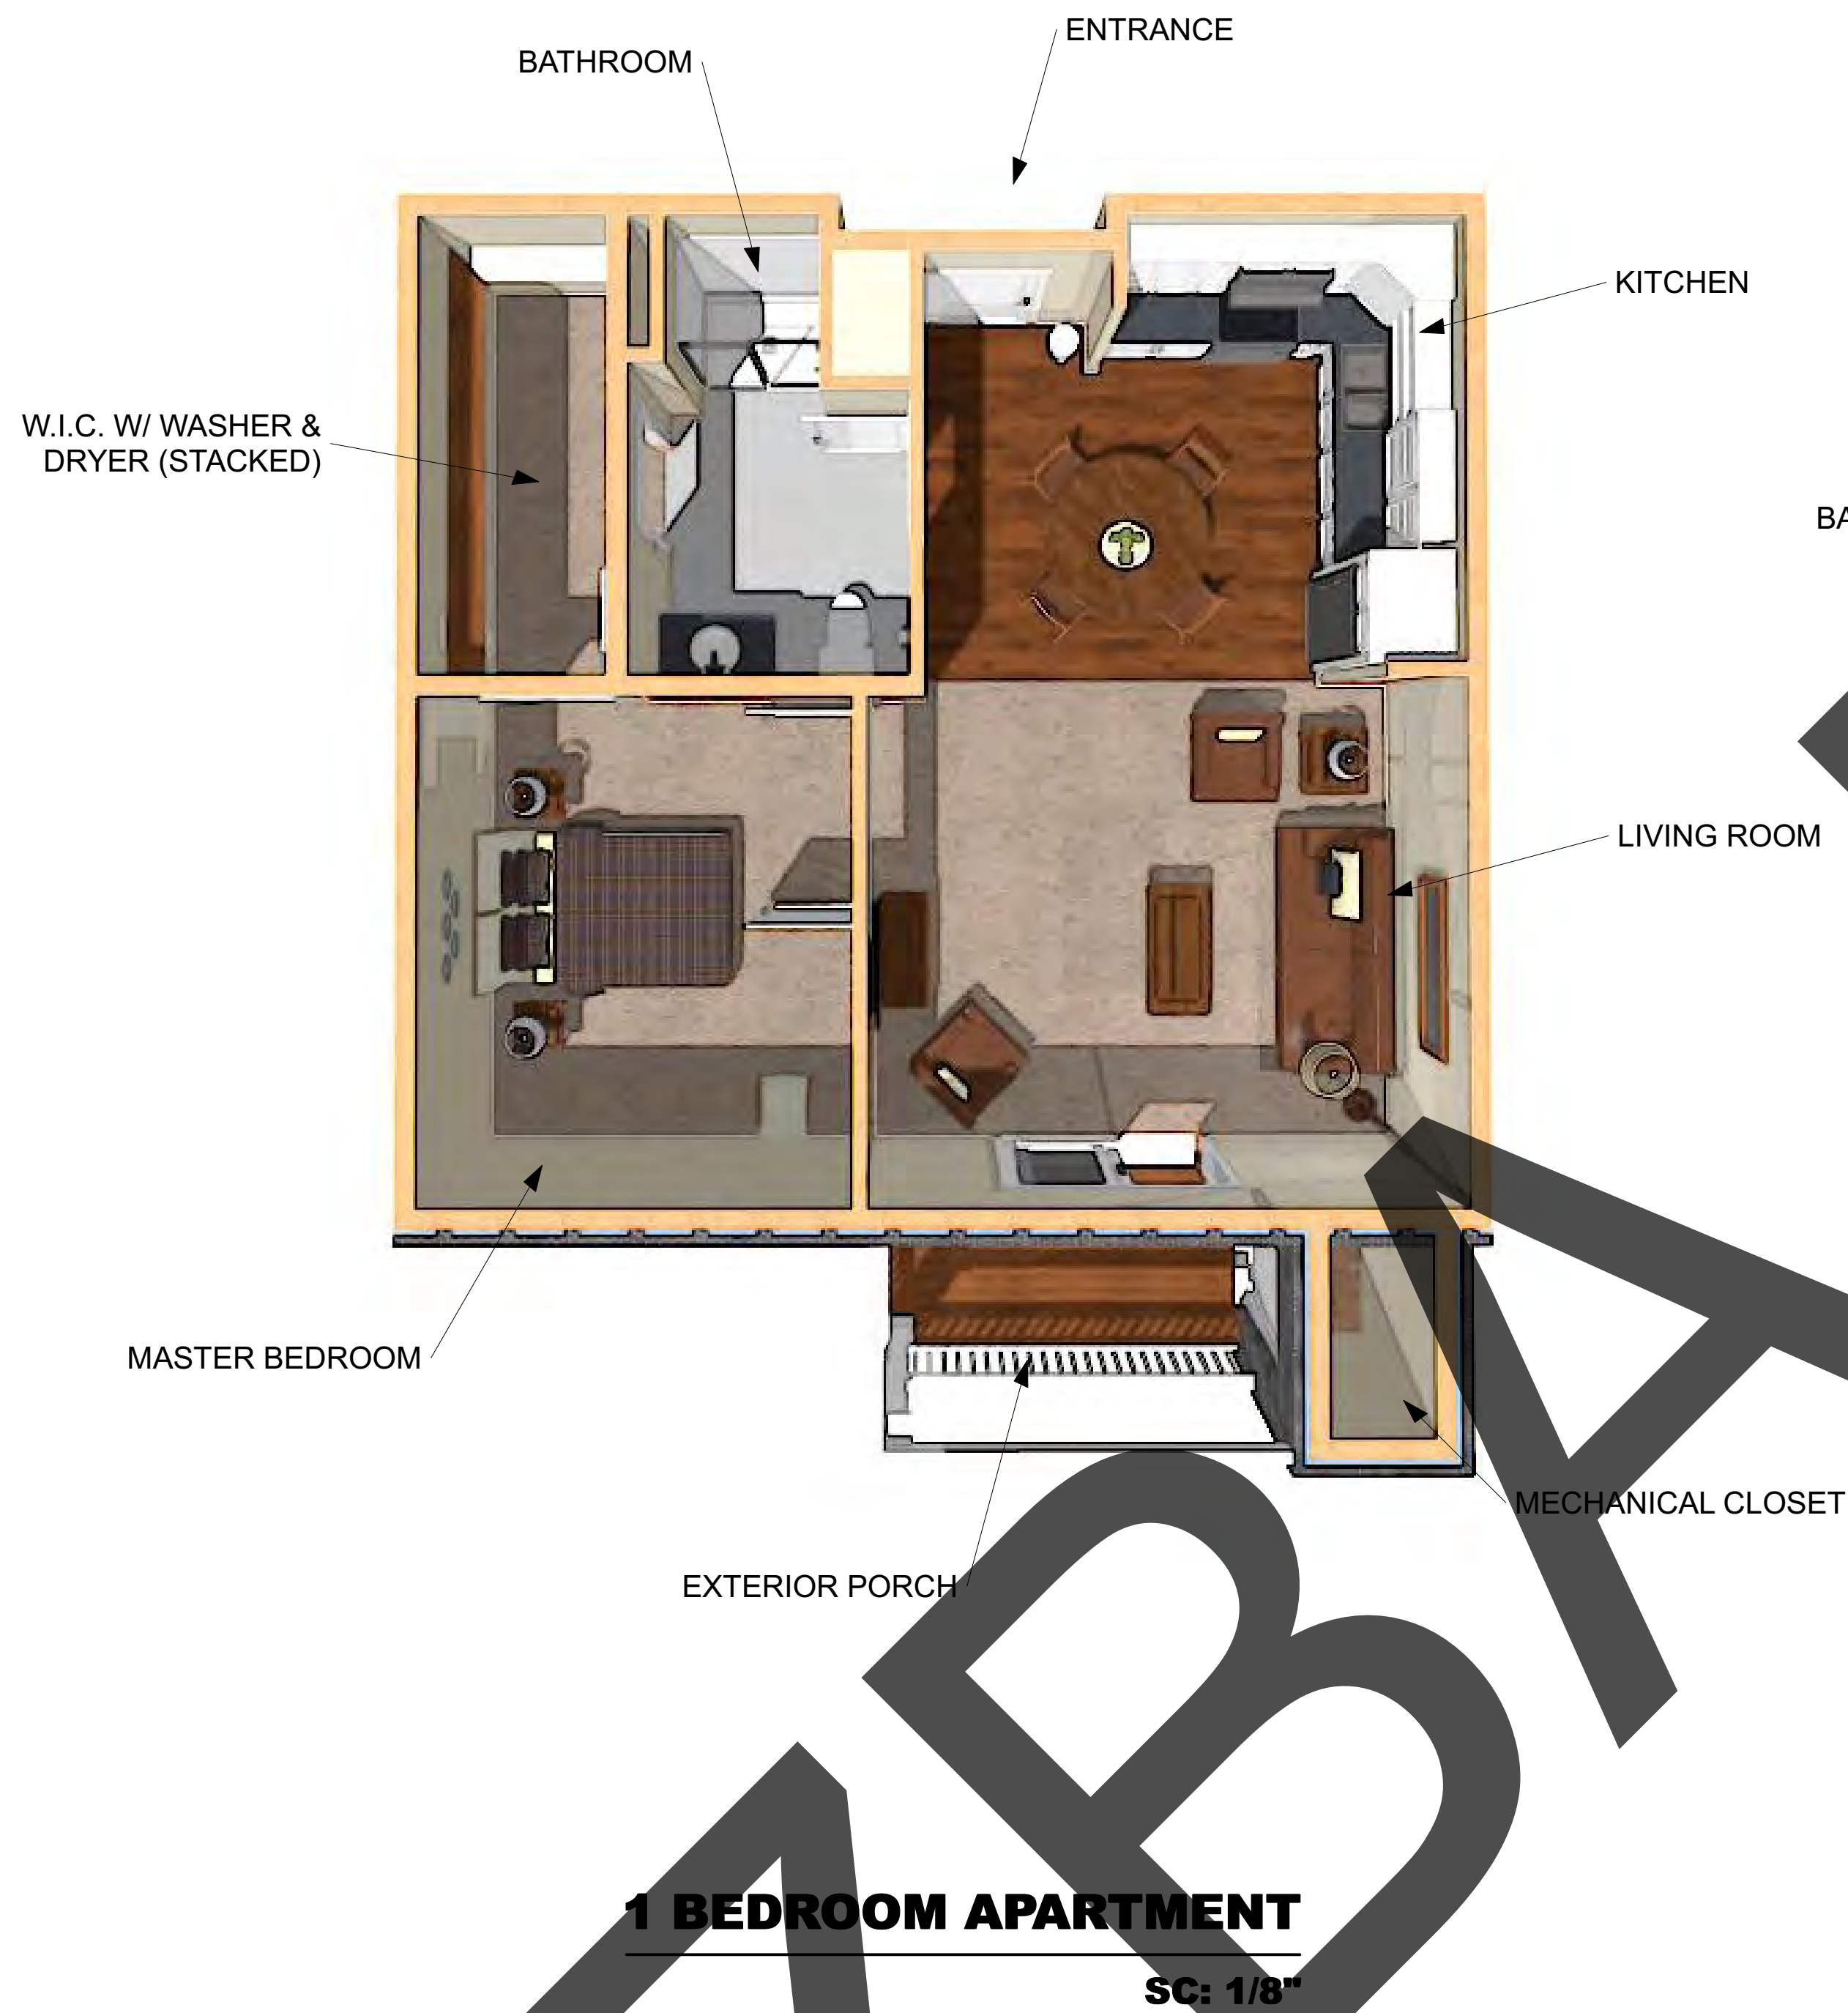 ENTRANCE
BATHROOM
KITCHEN
W.I.C. W/ WASHER &
DRYER (STACKED)
LIVING ROOM
MASTER BEDROOM
MECHANICAL CLOSET
EXTERIOR PORCH
1 BEDROOM APARTMENT
SC: 1/8"